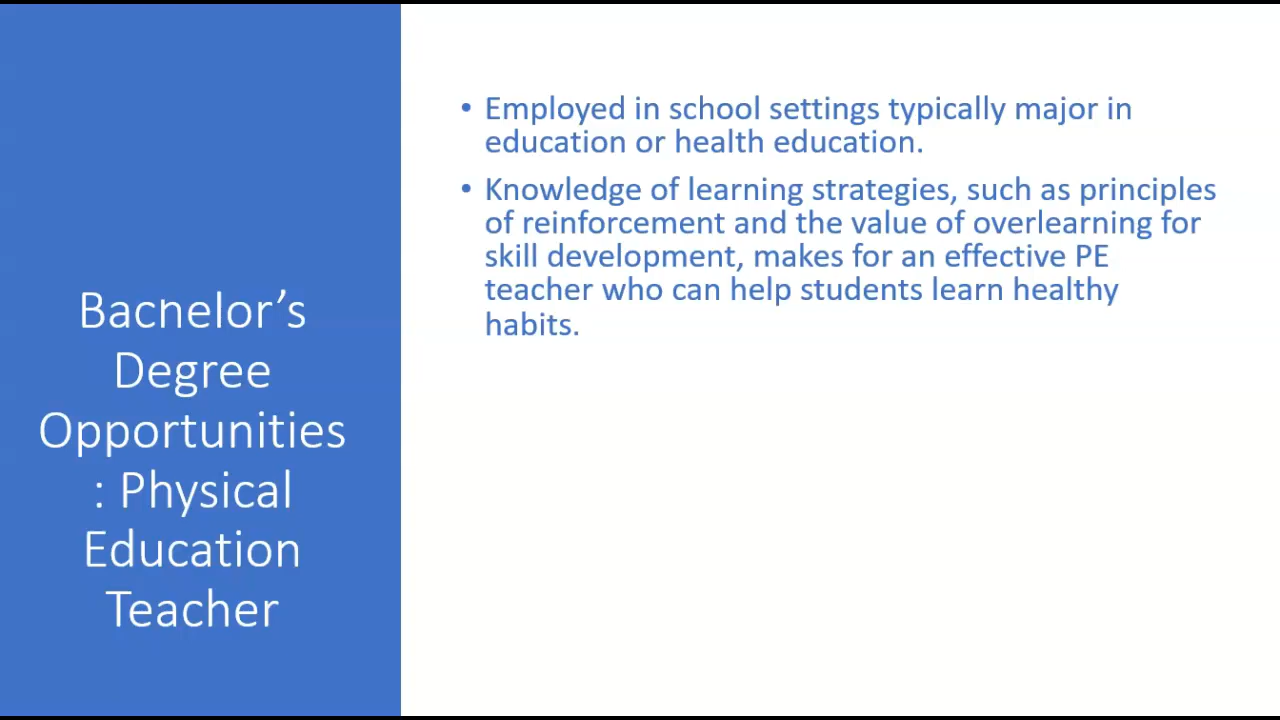 Bachelor’s
Degree
Opportunities
: Physical
Education
Teacher
• Employed in school settings typically major in
education or health education.
• Knowledge of learning strategies, such as principles
of reinforcement and the value of overlearning for
skill development, makes for an effective PE
teacher who can help students learn healthy
habits.